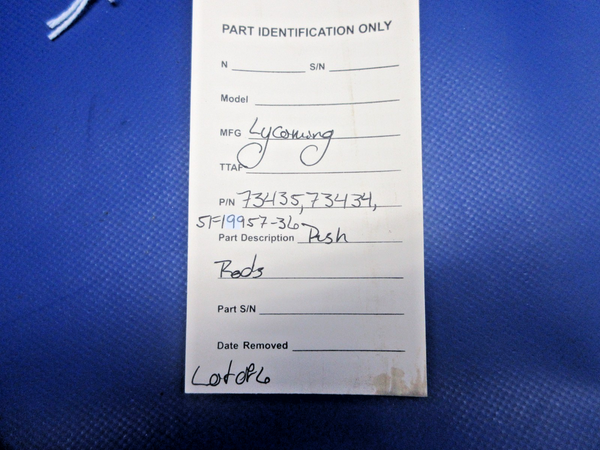 PART IDENTIFICATION ONLY
N S/N
Model
MFG Lycoming
TTAF
P/N 73435, 73434,
51F19957-36
Part Description Push
Rods
Part S/N
Date Removed
Lot of 6